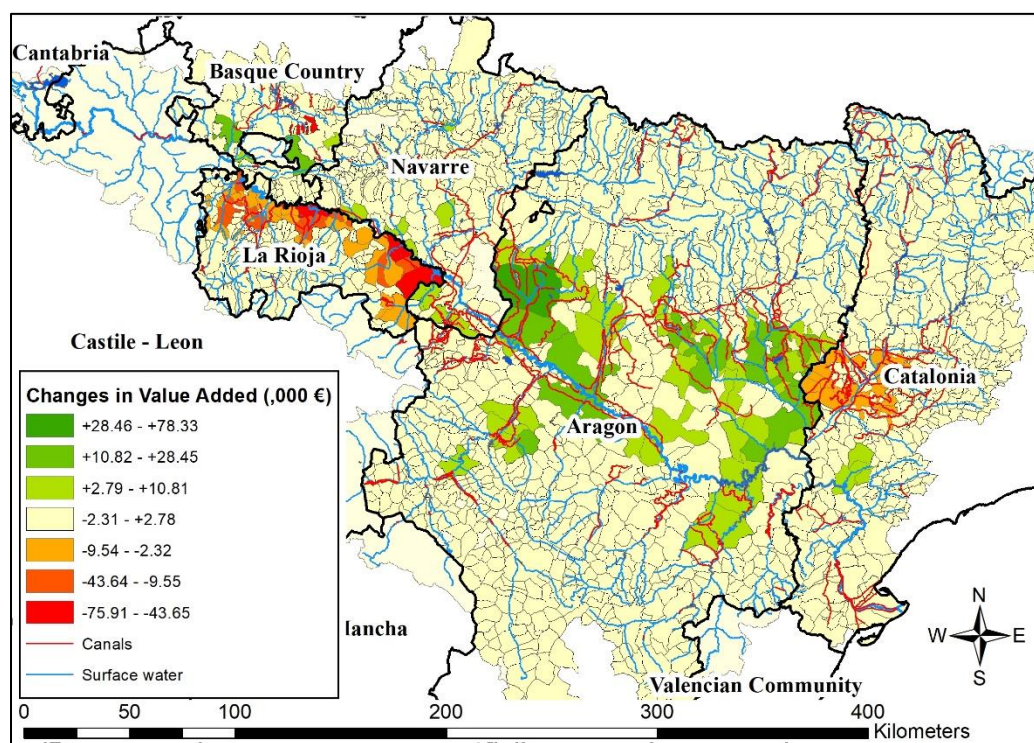 Cantabria
Basque Country
Navarre
La Rioja
Castile - Leon
Catalonia
Aragon
Changes in Value Added (,000 €)
+28.46 - +78.33
+10.82 - +28.45
+2.79 - +10.81
-2.31 - +2.78
-9.54 - -2.32
-43.64 - -9.55
-75.91 - -43.65
Canals
Surface water
N
W
E
S
Valencian Community
0
50
100
200
300
400
Kilometers